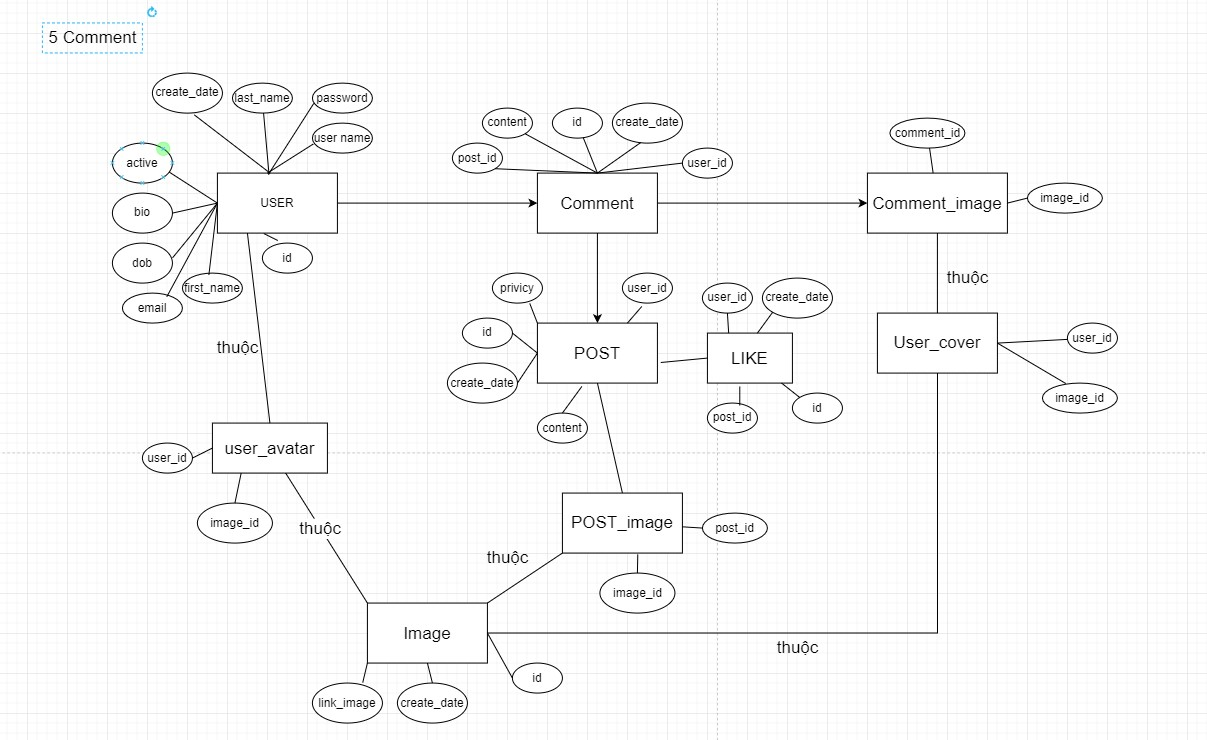 5 Comment
create_date
last_name
password
user name
active
bio
dob
email
first_name
id
USER
content
id
create_date
post_id
user_id
Comment
comment_id
Comment_image
image_id
thuộc
privicy
user_id
id
create_date
POST
content
user_id
create_date
LIKE
post_id
id
User_cover
user_id
image_id
thuộc
user_avatar
user_id
image_id
thuộc
POST_image
post_id
image_id
thuộc
Image
link_image
create_date
id
thuộc